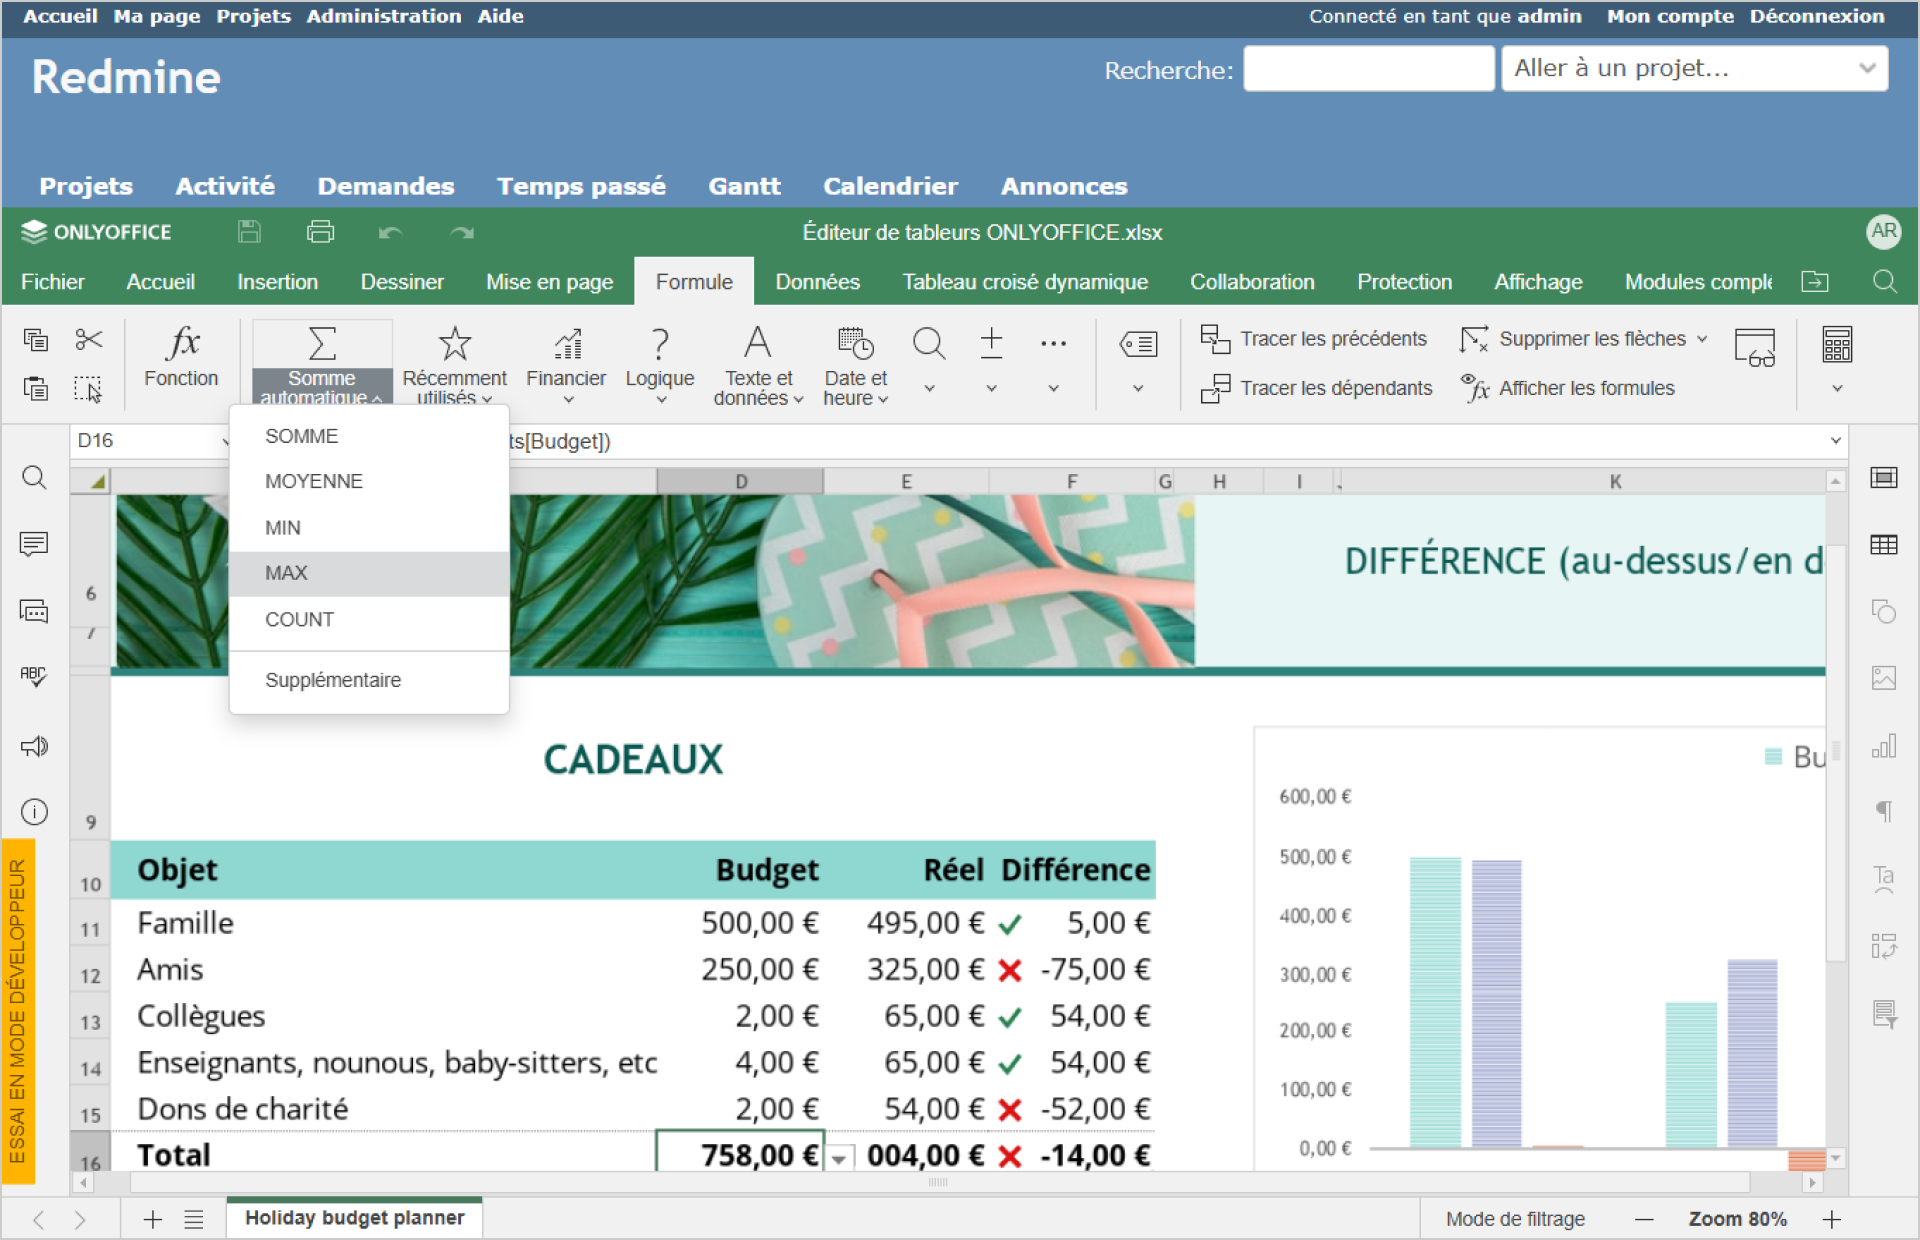 Accueil Ma page Projets Administration Aide
Connecté en tant que admin Mon compte Déconnexion
Redmine
Recherche: Aller à un projet...
Projets Activité Demandes Temps passé Gantt Calendrier Annonces
ONLYOFFICE Éditeur de tableurs ONLYOFFICE.xlsx AR
Fichier Accueil Insertion Dessiner Mise en page Formule Données Tableau croisé dynamique Collaboration Protection Affichage Modules complé
fx Fonction
Somme automatique
Récemment utilisés
Financier
Logique
Texte et données
Date et heure
Tracer les précédents
Tracer les dépendants
Supprimer les flèches
Afficher les formules
D16 ts[Budget])
SOMME
MOYENNE
MIN
MAX
COUNT
Supplémentaire
D E F G H I K
6
7
DIFFÉRENCE (au-dessus/en d
CADEAUX
9
10 Objet Budget Réel Différence
11 Famille 500,00 € 495,00 € 5,00 €
12 Amis 250,00 € 325,00 € -75,00 €
13 Collègues 2,00 € 65,00 € 54,00 €
14 Enseignants, nounous, baby-sitters, etc 4,00 € 65,00 € 54,00 €
15 Dons de charité 2,00 € 54,00 € -52,00 €
16 Total 758,00 € 004,00 € -14,00 €
Bu
600,00 €
500,00 €
400,00 €
300,00 €
200,00 €
100,00 €
0,00 €
ESSAI EN MODE DÉVELOPPEUR
Holiday budget planner
Mode de filtrage Zoom 80%